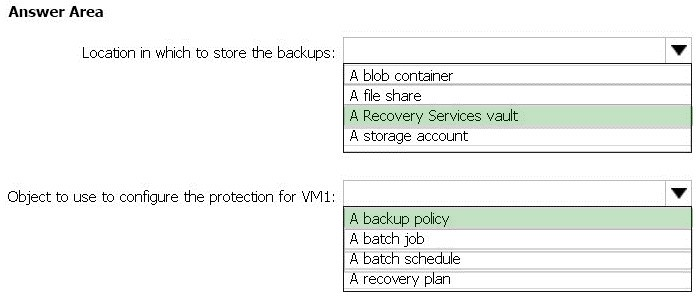 Answer Area
Location in which to store the backups:
A blob container
A file share
A Recovery Services vault
A storage account
Object to use to configure the protection for VM1:
A backup policy
A batch job
A batch schedule
A recovery plan